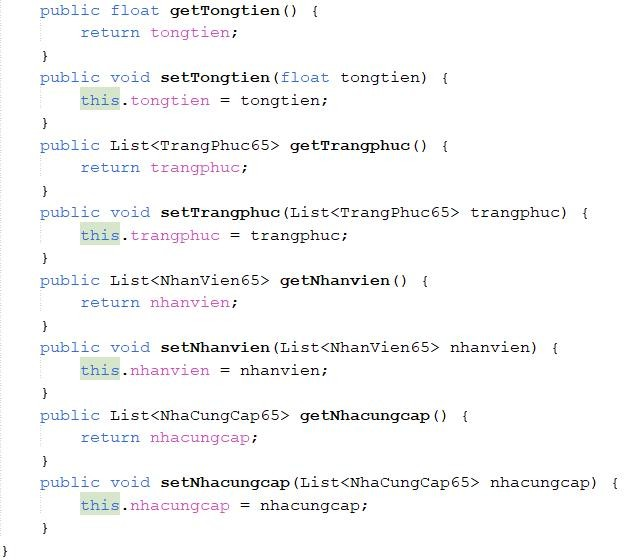 public float getTongtien() {
return tongtien;
}
public void setTongtien(float tongtien) {
this.tongtien = tongtien;
}
public List<TrangPhuc65> getTrangphuc() {
return trangphuc;
}
public void setTrangphuc(List<TrangPhuc65> trangphuc) {
this.trangphuc = trangphuc;
}
public List<NhanVien65> getNhanvien() {
return nhanvien;
}
public void setNhanvien(List<NhanVien65> nhanvien) {
this.nhanvien = nhanvien;
}
public List<NhaCungCap65> getNhacungcap() {
return nhacungcap;
}
public void setNhacungcap(List<NhaCungCap65> nhacungcap) {
this.nhacungcap = nhacungcap;
}
}